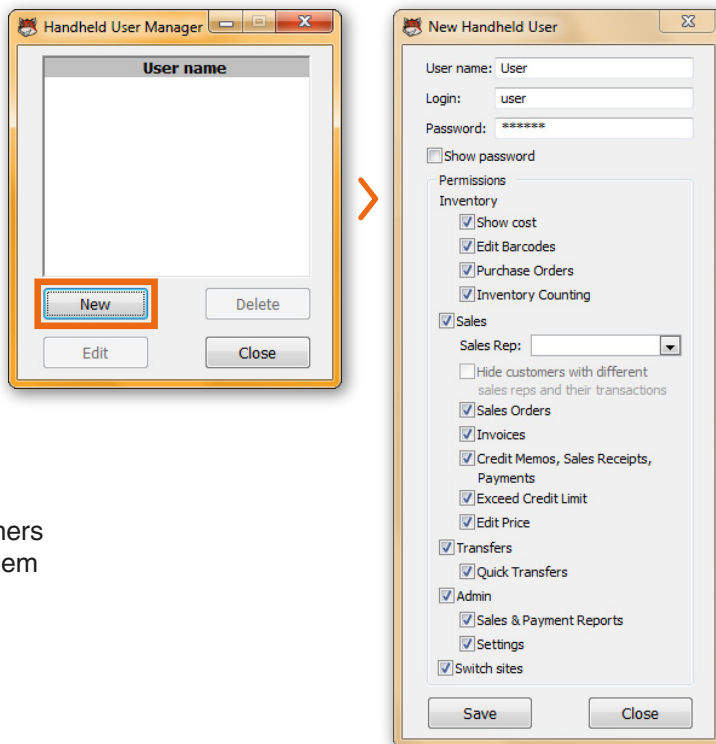 Handheld User Manager
User name
New
Delete
Edit
Close
ners
em
New Handheld User
User name: User
Login: user
Password: ******
Show password
Permissions
Inventory
Show cost
Edit Barcodes
Purchase Orders
Inventory Counting
Sales
Sales Rep:
Hide customers with different
sales reps and their transactions
Sales Orders
Invoices
Credit Memos, Sales Receipts,
Payments
Exceed Credit Limit
Edit Price
Transfers
Quick Transfers
Admin
Sales & Payment Reports
Settings
Switch sites
Save
Close